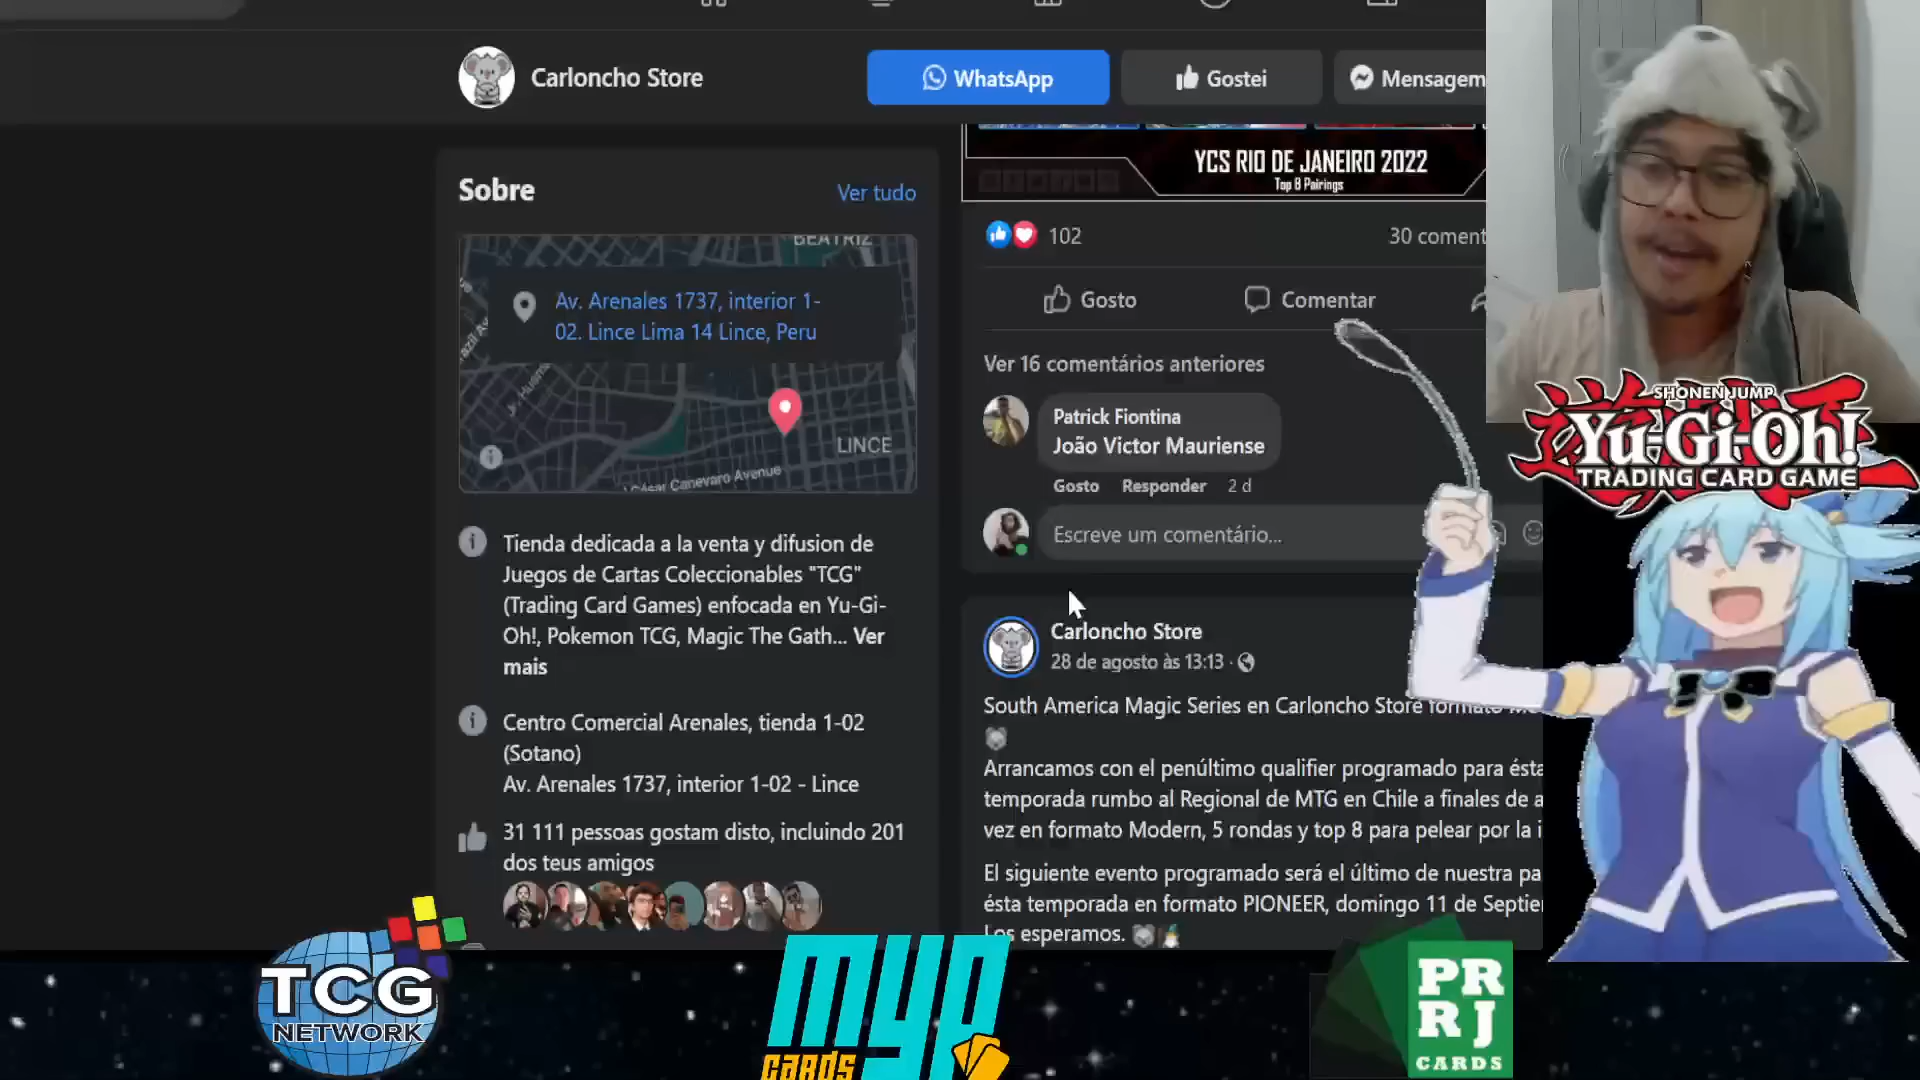 Carloncho Store
WhatsApp
Gostei
Mensagem
Sobre
Ver tudo
BEATRIZ
Av. Arenales 1737, interior 1-
02. Lince Lima 14 Lince, Peru
LINCE
César Canevaro Avenue
Tienda dedicada a la venta y difusion de
Juegos de Cartas Coleccionables "TCG"
(Trading Card Games) enfocada en Yu-Gi-
Oh!, Pokemon TCG, Magic The Gath... Ver
mais
Centro Comercial Arenales, tienda 1-02
(Sotano)
Av. Arenales 1737, interior 1-02 - Lince
31 111 pessoas gostam disto, incluindo 201
dos teus amigos
YCS RIO DE JANEIRO 2022
Top 8 Pairings
102
30 coment
Gosto
Comentar
Ver 16 comentários anteriores
Patrick Fiontina
João Victor Mauriense
Gosto Responder 2 d
Escreve um comentário...
Carloncho Store
28 de agosto às 13:13 ·
South America Magic Series en Carloncho Store formato
Arrancamos con el penúltimo qualifier programado para ésta
temporada rumbo al Regional de MTG en Chile a finales de a
vez en formato Modern, 5 rondas y top 8 para pelear por la i
El siguiente evento programado será el último de nuestra pa
ésta temporada en formato PIONEER, domingo 11 de Septie
Los esperamos.
SHONEN JUMP
Yu-Gi-Oh!
TRADING CARD GAME
TCG
NETWORK
myp
cards
PR
RJ
CARDS